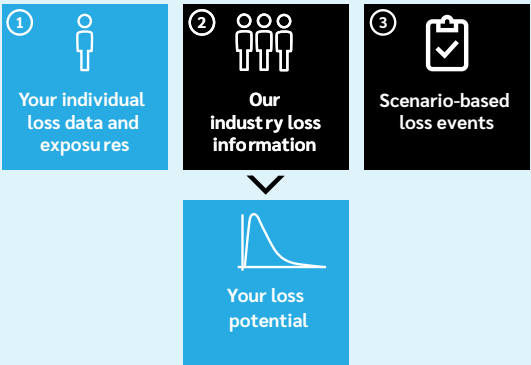 1
Your individual
loss data and
exposures
2
Our
industry loss
information
3
Scenario-based
loss events
Your loss
potential